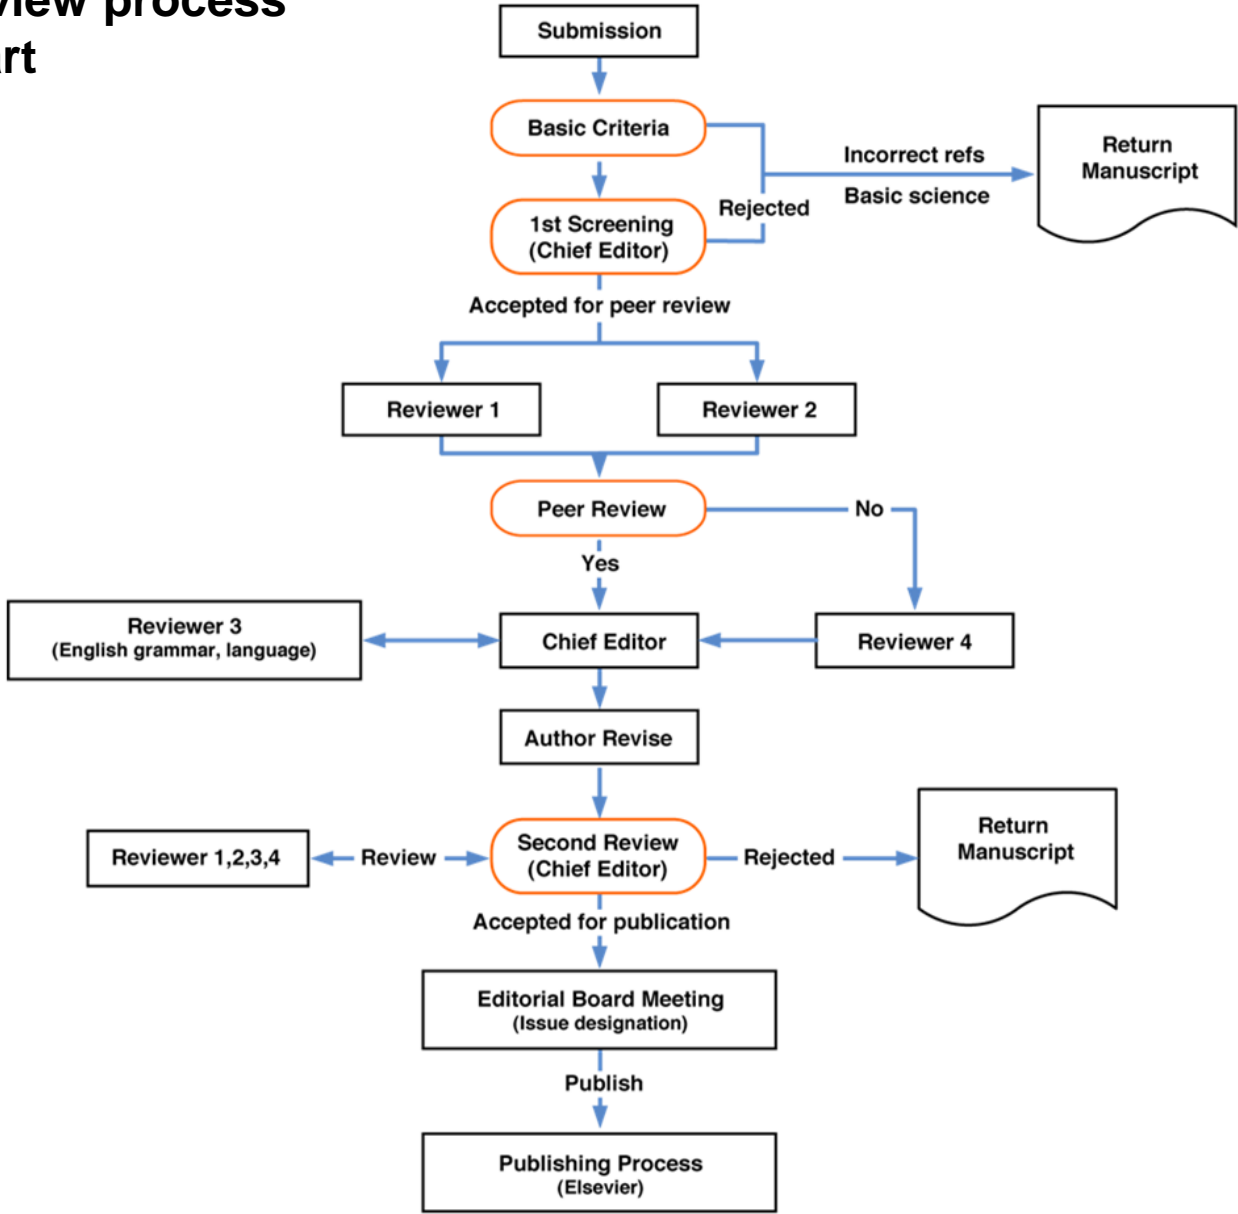 view process
art
Submission
Basic Criteria
Incorrect refs
Basic science
Return
Manuscript
Rejected
1st Screening
(Chief Editor)
Accepted for peer review
Reviewer 1
Reviewer 2
Peer Review
No
Yes
Reviewer 3
(English grammar, language)
Chief Editor
Reviewer 4
Author Revise
Reviewer 1,2,3,4
Review
Second Review
(Chief Editor)
Rejected
Return
Manuscript
Accepted for publication
Editorial Board Meeting
(Issue designation)
Publish
Publishing Process
(Elsevier)